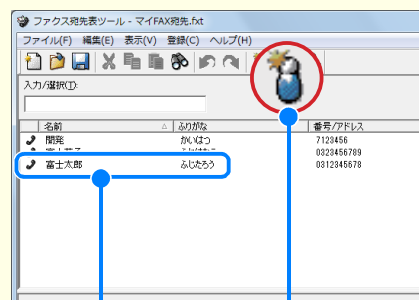 ファクス宛先表ツール - マイFAX宛先.fxt
ファイル(F) 編集(E) 表示(V) 登録(C) ヘルプ(H)
入力/選択(I):
名前 ふりがな 番号/アドレス
開発 かいはつ 7123456
0323456789
富士太郎 ふじたろう 0312345678